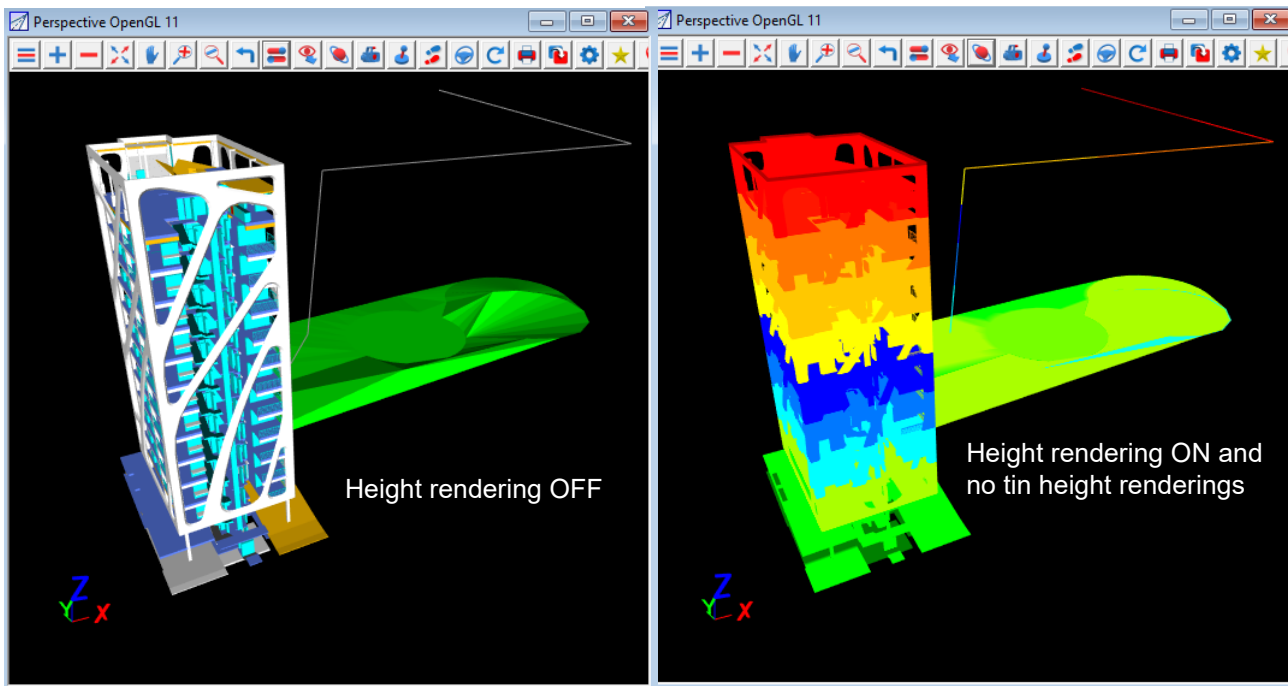 Perspective OpenGL 11
Perspective OpenGL 11
Height rendering OFF
Height rendering ON and
no tin height renderings
Z
Y
X
Z
Y
X